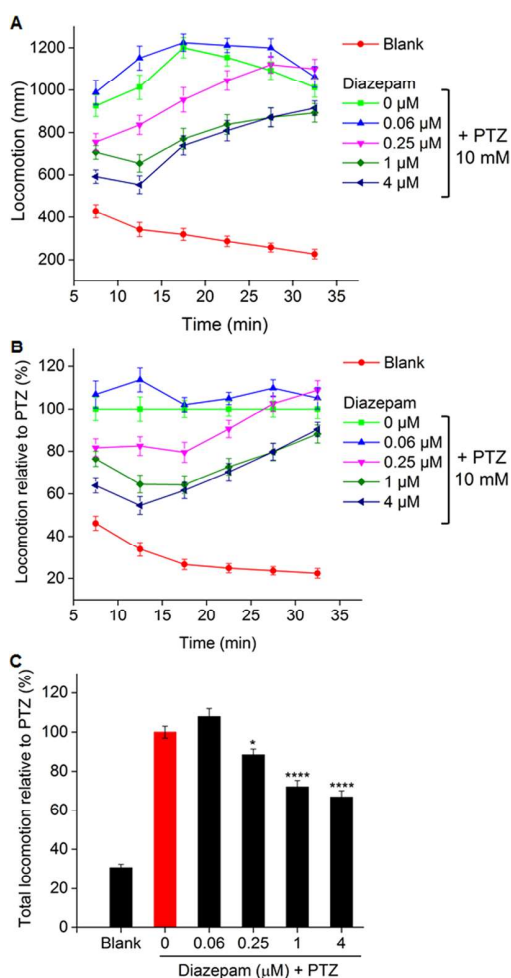 A
Locomotion (mm)
1200
1000
800
600
400
200
5 10 15 20 25 30 35
Time (min)
Blank
Diazepam
0 µM
0.06 µM
0.25 µM
1 µM
4 µM
+ PTZ
10 mM
B
Locomotion relative to PTZ (%)
120
100
80
60
40
20
5 10 15 20 25 30 35
Time (min)
Blank
Diazepam
0 µM
0.06 µM
0.25 µM
1 µM
4 µM
+ PTZ
10 mM
C
Total locomotion relative to PTZ (%)
120
100
80
60
40
20
0
*
****
****
Blank 0 0.06 0.25 1 4
Diazepam (µM) + PTZ